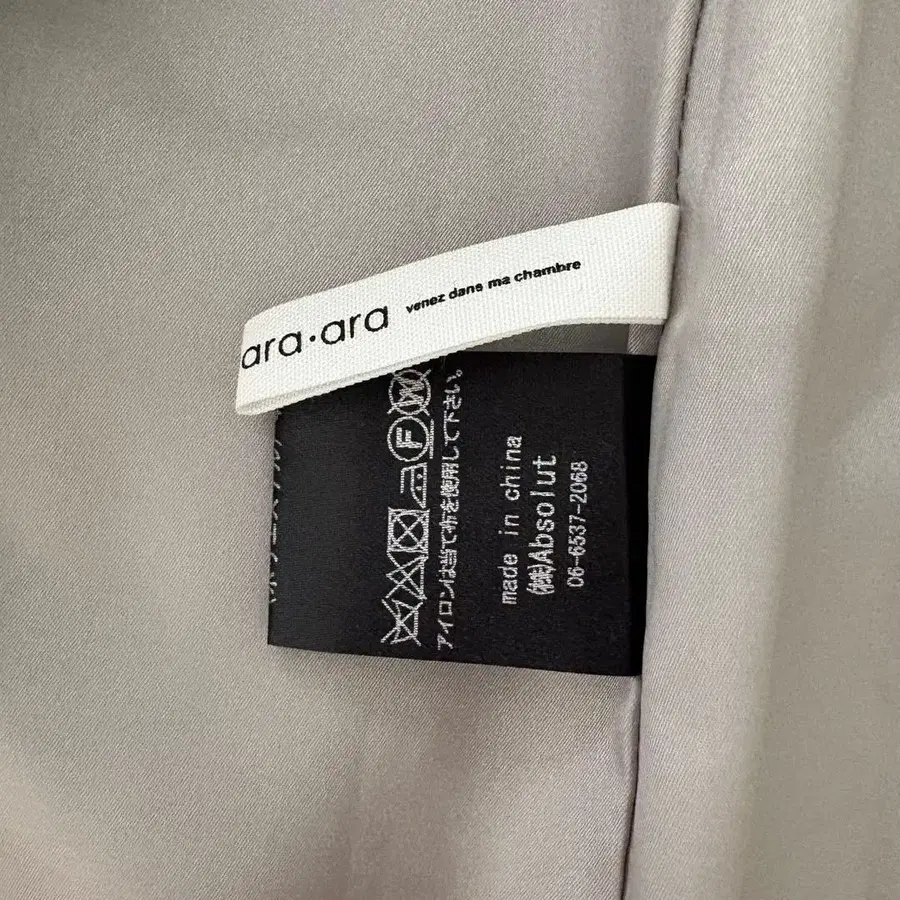 ara・ara venez dans ma chambre
F W
アイロンは当て布を使用して下さい。
made in china
㈱Absolut
06-6537-2068